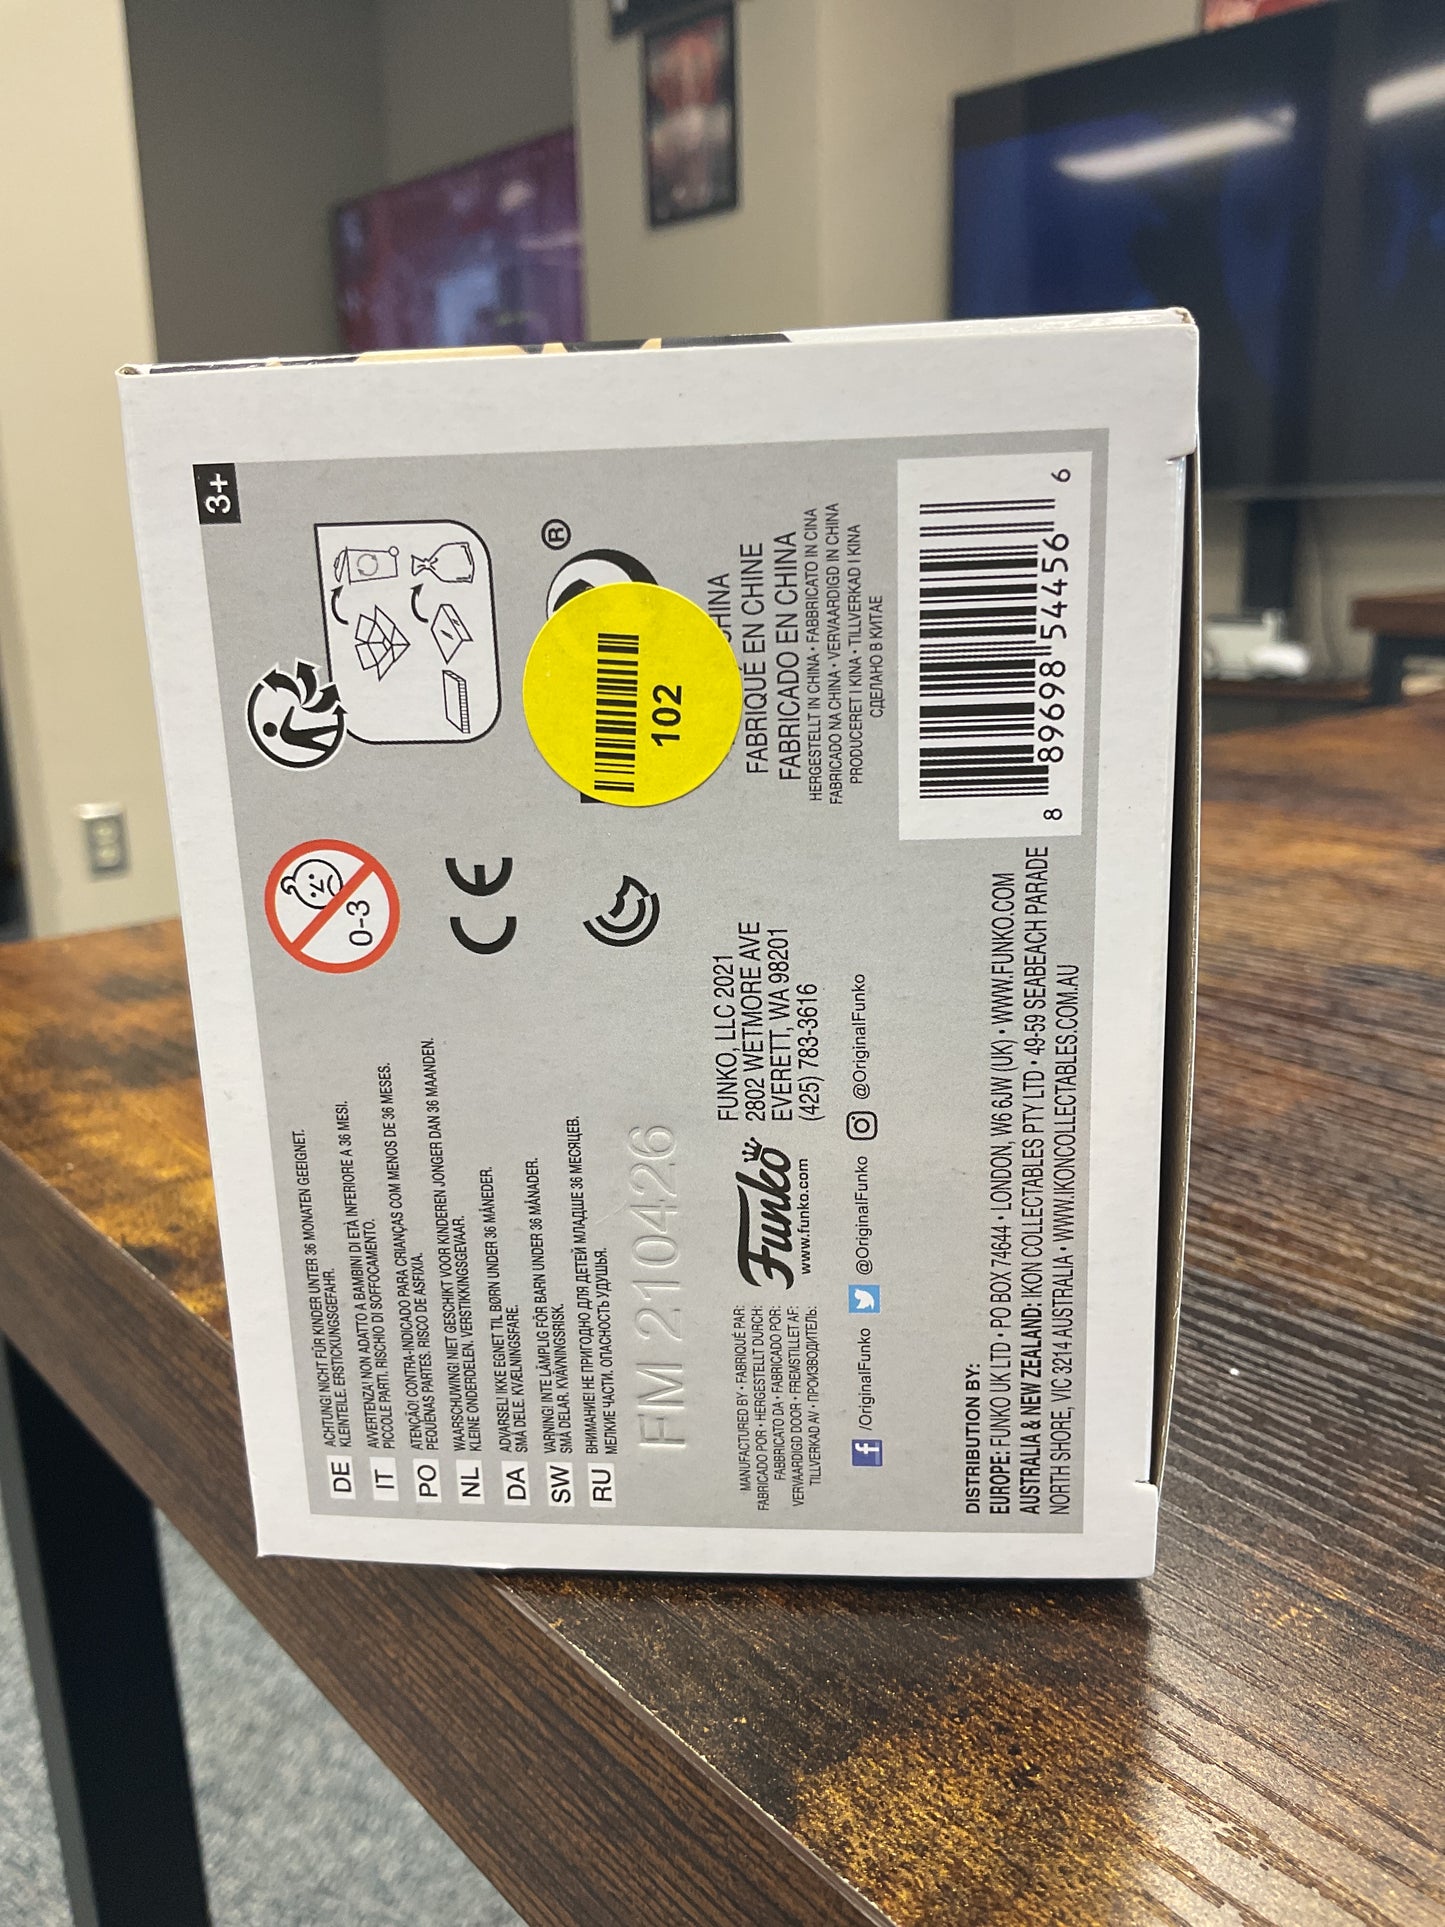 3+
DE ACHTUNG! NICHT FÜR KINDER UNTER 36 MONATEN GEEIGNET.
KLEINTEILE. ERSTICKUNGSGEFAHR.
IT AVVERTENZA! NON ADATTO A BAMBINI DI ETÀ INFERIORE A 36 MESI.
PICCOLE PARTI. RISCHIO DI SOFFOCAMENTO.
PO ATENÇÃO! CONTRA-INDICADO PARA CRIANÇAS COM MENOS DE 36 MESES.
PEQUENAS PARTES. RISCO DE ASFIXIA.
NL WAARSCHUWING! NIET GESCHIKT VOOR KINDEREN JONGER DAN 36 MAANDEN.
KLEINE ONDERDELEN. VERSTIKKINGSGEVAAR.
DA ADVARSEL! IKKE EGNET TIL BØRN UNDER 36 MÅNEDER.
SMÅ DELE. KVÆLNINGSFARE.
SW VARNING! INTE LÄMPLIG FÖR BARN UNDER 36 MÅNADER.
SMÅ DELAR. KVÄVNINGSRISK.
RU ВНИМАНИЕ! НЕ ПРИГОДНО ДЛЯ ДЕТЕЙ МЛАДШЕ 36 МЕСЯЦЕВ.
МЕЛКИЕ ЧАСТИ. ОПАСНОСТЬ УДУШЬЯ.
FM 210426
0-3
CE
®
102
MANUFACTURED BY • FABRIQUÉ PAR:
FABRICADO POR • HERGESTELLT DURCH:
FABBRICATO DA • FABRICADO POR:
VERVAARDIGD DOOR • FREMSTILLET AF:
TILLVERKAD AV • ПРОИЗВОДИТЕЛЬ:
Funko
www.funko.com
FUNKO, LLC 2021
2802 WETMORE AVE
EVERETT, WA 98201
(425) 783-3616
/OriginalFunko @OriginalFunko @OriginalFunko
FABRIQUÉ EN CHINE
FABRICADO EN CHINA
HERGESTELLT IN CHINA • FABBRICATO IN CINA
FABRICADO NA CHINA • VERVAARDIGD IN CHINA
PRODUCERET I KINA • TILLVERKAD I KINA
СДЕЛАНО В КИТАЕ
DISTRIBUTION BY:
EUROPE: FUNKO UK LTD • PO BOX 74644 • LONDON, W6 6JW (UK) • WWW.FUNKO.COM
AUSTRALIA & NEW ZEALAND: IKON COLLECTABLES PTY LTD • 49-59 SEABEACH PARADE
NORTH SHORE, VIC 3214 AUSTRALIA • WWW.IKONCOLLECTABLES.COM.AU
8 89698 54456 6